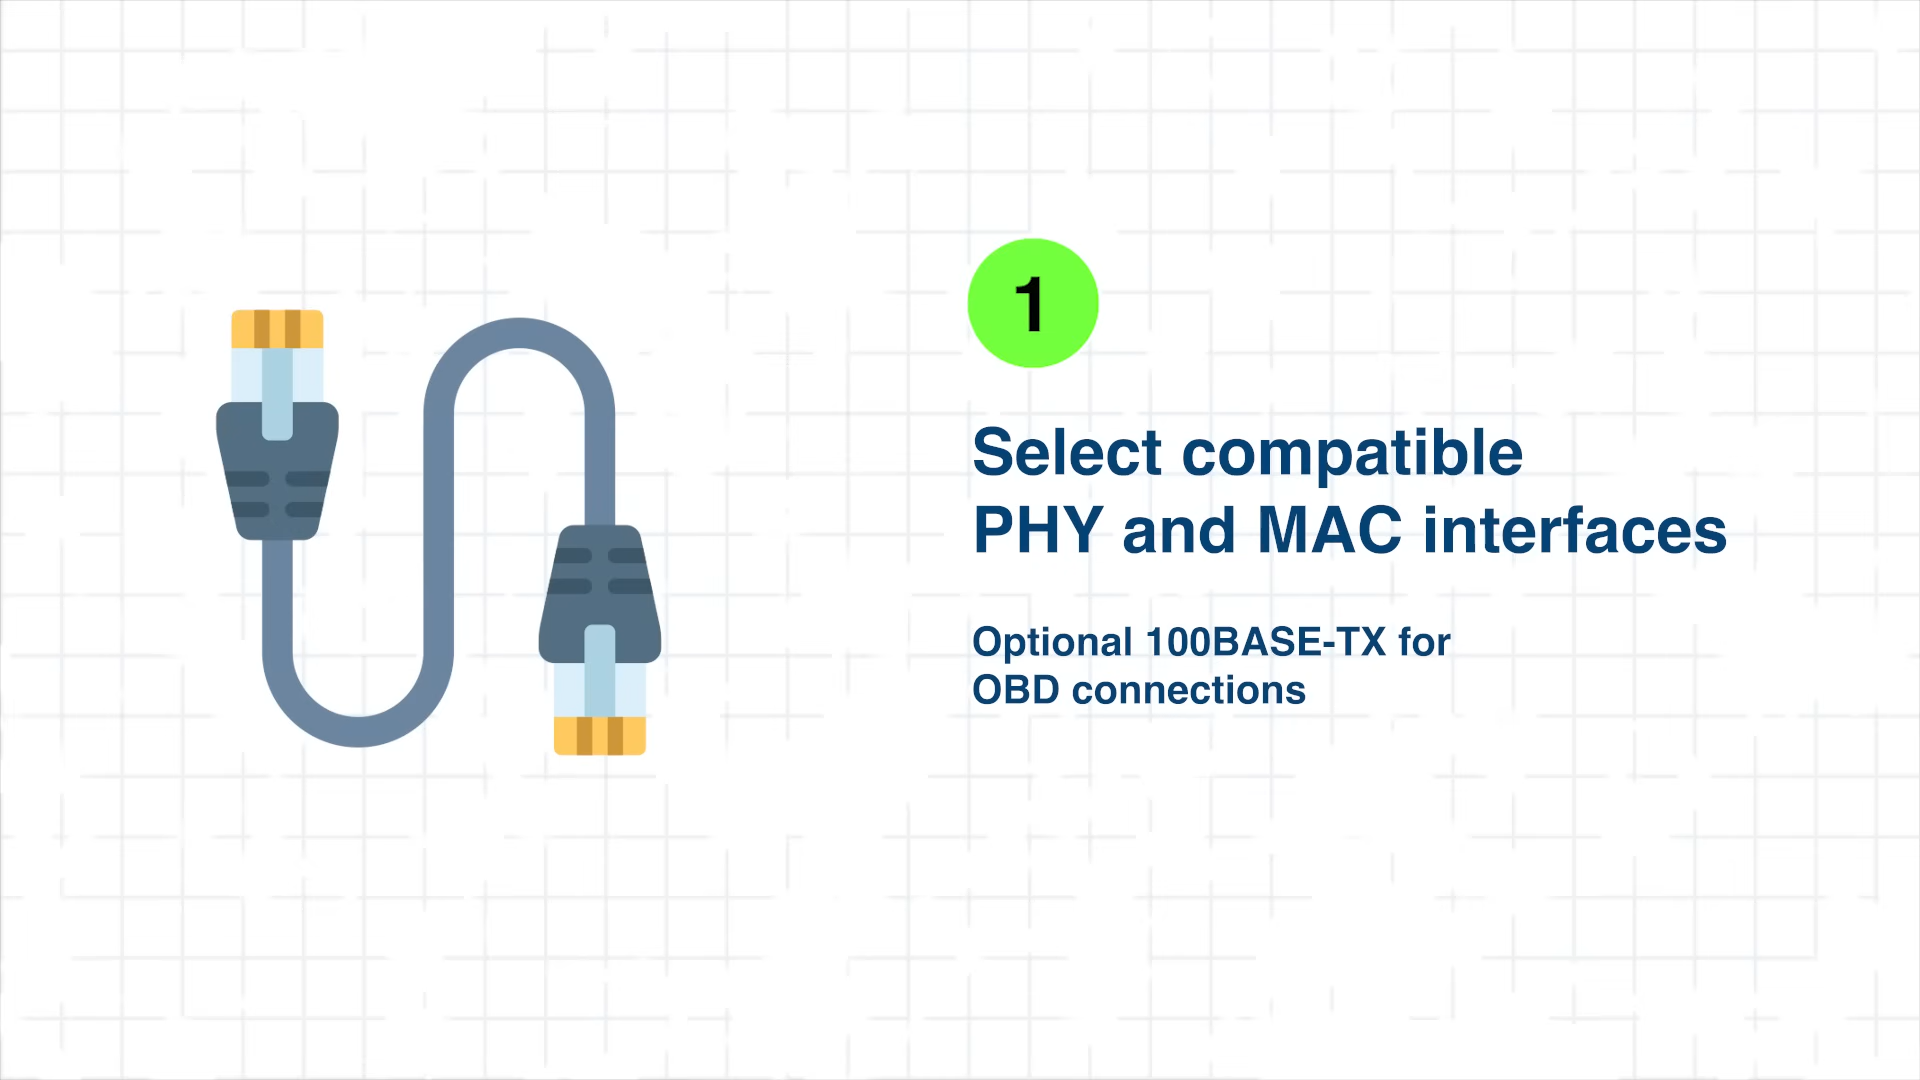 1
Select compatible
PHY and MAC interfaces
Optional 100BASE-TX for
OBD connections